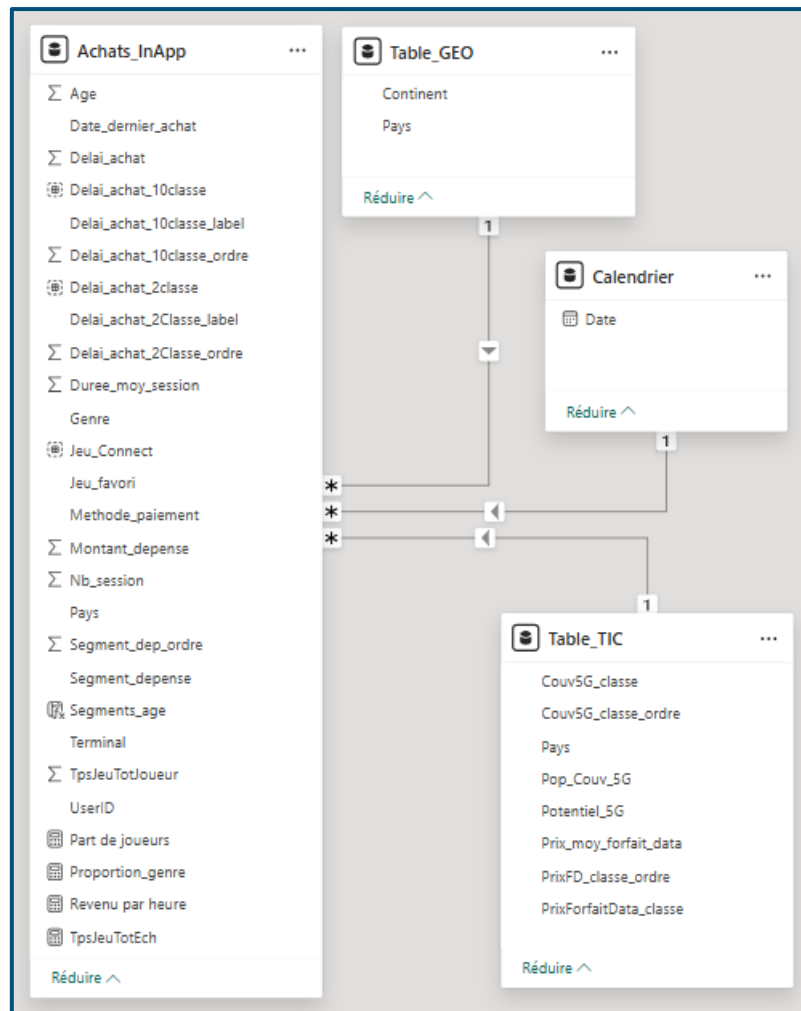 Achats_InApp
...
Age
Date_dernier_achat
Delai_achat
Delai_achat_10classe
Delai_achat_10classe_label
Delai_achat_10classe_ordre
Delai_achat_2classe
Delai_achat_2Classe_label
Delai_achat_2Classe_ordre
Duree_moy_session
Genre
Jeu_Connect
Jeu_favori
Methode_paiement
Montant_depense
Nb_session
Pays
Segment_dep_ordre
Segment_depense
Segments_age
Terminal
TpsJeuTotJoueur
UserID
Part de joueurs
Proportion_genre
Revenu par heure
TpsJeuTotEch
Réduire
Table_GEO
...
Continent
Pays
Réduire
1
Calendrier
...
Date
Réduire
1
*
*
*
1
Table_TIC
...
Couv5G_classe
Couv5G_classe_ordre
Pays
Pop_Couv_5G
Potentiel_5G
Prix_moy_forfait_data
PrixFD_classe_ordre
PrixForfaitData_classe
Réduire